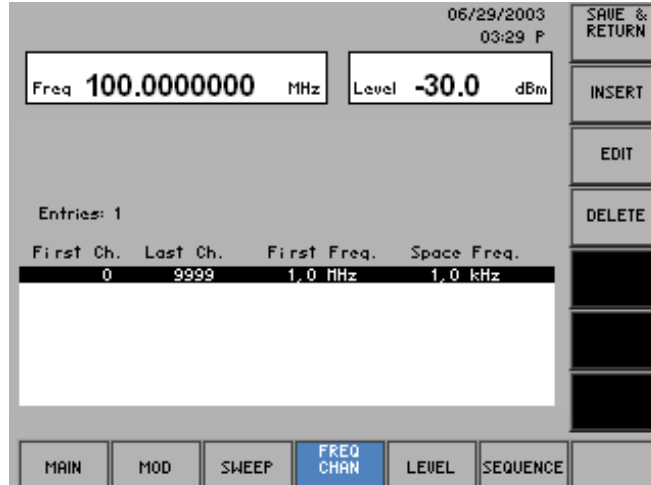 06/29/2003
03:29 P
Freq 100.0000000 MHz
Level -30.0 dBm
Entries: 1
First Ch. Last Ch. First Freq. Space Freq.
0 9999 1,0 MHz 1,0 kHz
SAVE &
RETURN
INSERT
EDIT
DELETE
MAIN
MOD
SWEEP
FREQ
CHAN
LEVEL
SEQUENCE